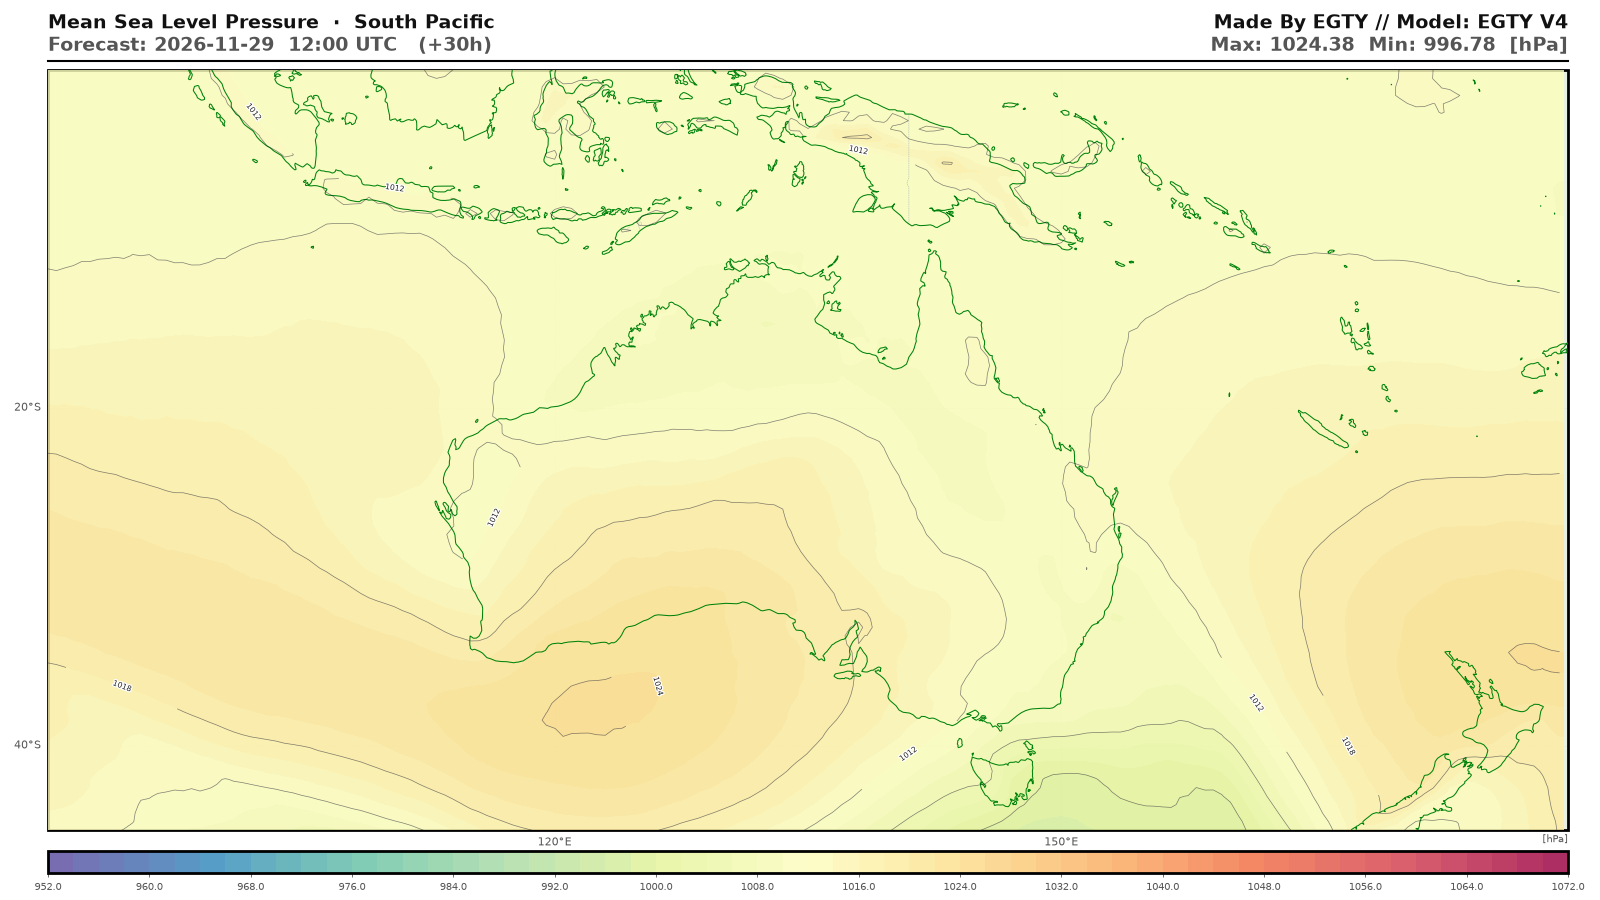 Mean Sea Level Pressure · South Pacific
Made By EGTY // Model: EGTY V4
Forecast: 2026-11-29 12:00 UTC (+30h)
Max: 1024.38 Min: 996.78 [hPa]
1012
1012
1012
20°S
1012
1018
1024
1012
1012
1018
40°S
120°E
150°E
[hPa]
952.0 960.0 968.0 976.0 984.0 992.0 1000.0 1008.0 1016.0 1024.0 1032.0 1040.0 1048.0 1056.0 1064.0 1072.0